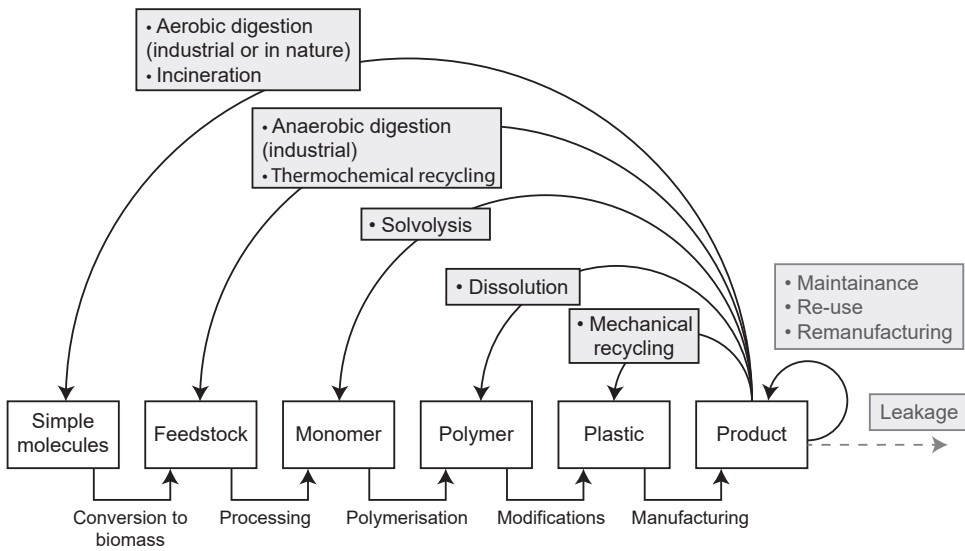 • Aerobic digestion
(industrial or in nature)
• Incineration
• Anaerobic digestion
(industrial)
• Thermochemical recycling
• Solvolysis
• Dissolution
• Mechanical
recycling
• Maintainance
• Re-use
• Remanufacturing
Leakage
Simple
molecules
Feedstock
Monomer
Polymer
Plastic
Product
Conversion to
biomass
Processing
Polymerisation
Modifications
Manufacturing